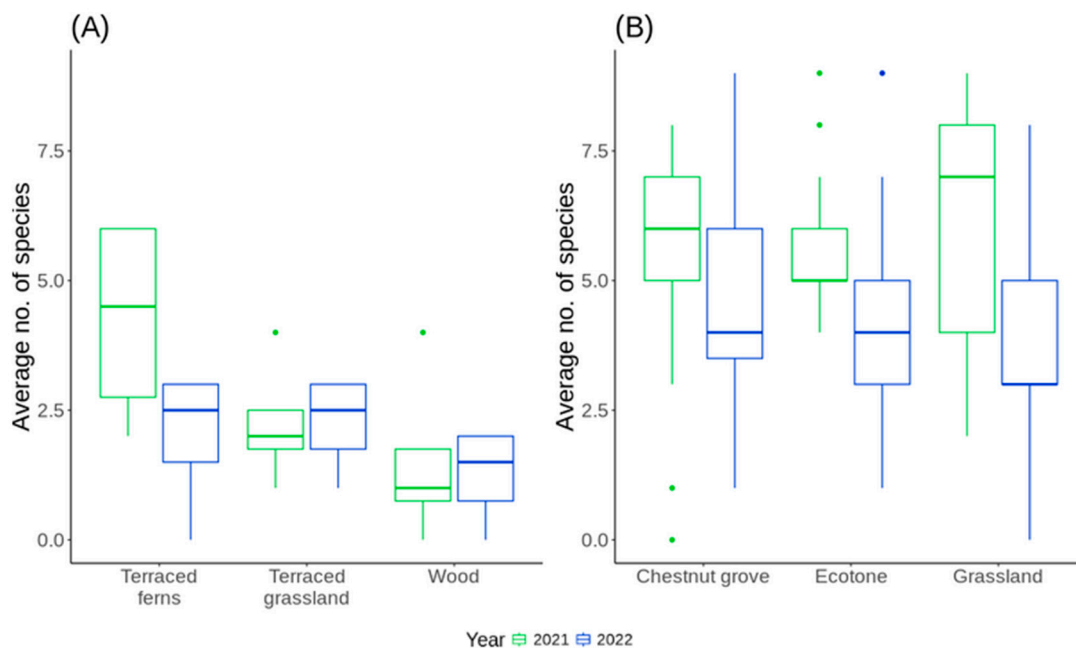 (A)
Average no. of species
7.5
5.0
2.5
0.0
Terraced ferns
Terraced grassland
Wood
(B)
Average no. of species
7.5
5.0
2.5
0.0
Chestnut grove
Ecotone
Grassland
Year 2021 2022